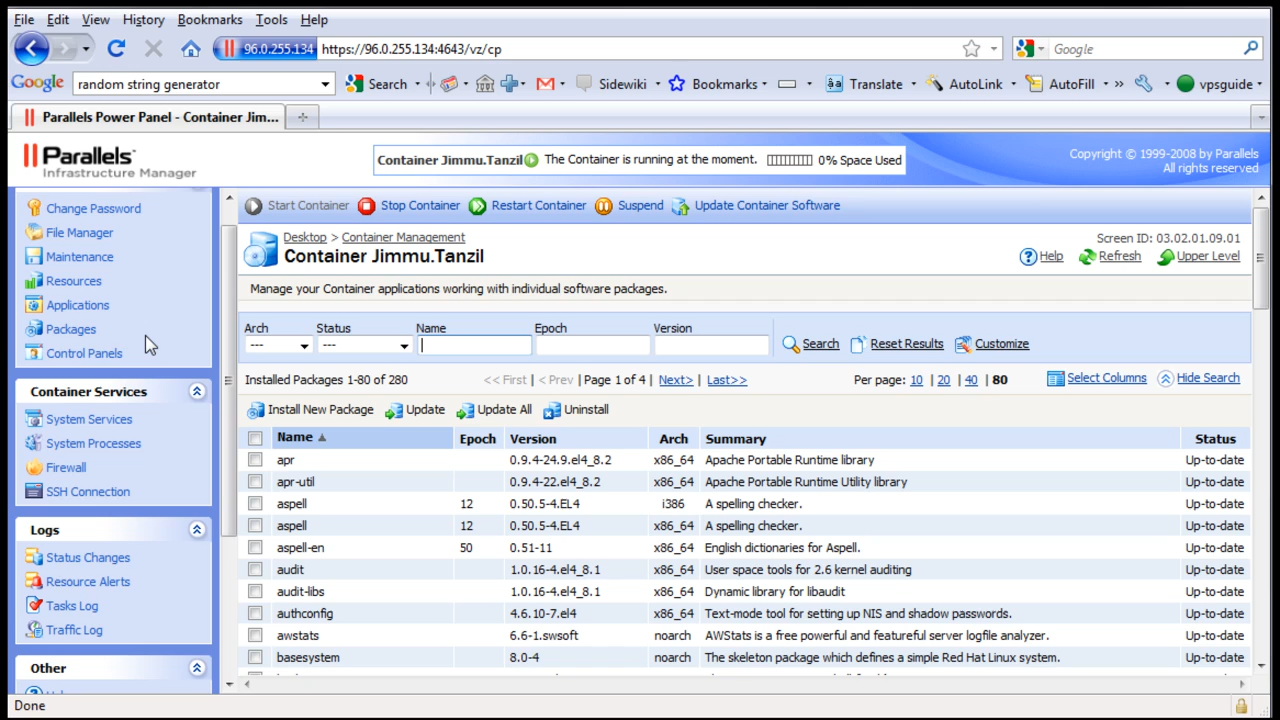 File Edit View History Bookmarks Tools Help
96.0.255.134 https://96.0.255.134:4643/vz/cp Google
Google random string generator Search Sidewiki Bookmarks Translate AutoLink AutoFill » vpsguide
Parallels Power Panel - Container Jim...
Parallels Infrastructure Manager
Container Jimmu.Tanzil The Container is running at the moment. 0% Space Used
Copyright © 1999-2008 by Parallels
All rights reserved
Change Password
File Manager
Maintenance
Resources
Applications
Packages
Control Panels
Container Services
System Services
System Processes
Firewall
SSH Connection
Logs
Status Changes
Resource Alerts
Tasks Log
Traffic Log
Other
Start Container Stop Container Restart Container Suspend Update Container Software
Desktop > Container Management
Screen ID: 03.02.01.09.01
Container Jimmu.Tanzil
Help Refresh Upper Level
Manage your Container applications working with individual software packages.
Arch Status Name Epoch Version
--- --- Search Reset Results Customize
Installed Packages 1-80 of 280 << First | < Prev | Page 1 of 4 | Next> | Last>> Per page: 10 | 20 | 40 | 80 Select Columns Hide Search
Install New Package Update Update All Uninstall
Name Epoch Version Arch Summary Status
apr 0.9.4-24.9.el4_8.2 x86_64 Apache Portable Runtime library Up-to-date
apr-util 0.9.4-22.el4_8.2 x86_64 Apache Portable Runtime Utility library Up-to-date
aspell 12 0.50.5-4.EL4 i386 A spelling checker. Up-to-date
aspell 12 0.50.5-4.EL4 x86_64 A spelling checker. Up-to-date
aspell-en 50 0.51-11 x86_64 English dictionaries for Aspell. Up-to-date
audit 1.0.16-4.el4_8.1 x86_64 User space tools for 2.6 kernel auditing Up-to-date
audit-libs 1.0.16-4.el4_8.1 x86_64 Dynamic library for libaudit Up-to-date
authconfig 4.6.10-7.el4 x86_64 Text-mode tool for setting up NIS and shadow passwords. Up-to-date
awstats 6.6-1.swsoft noarch AWStats is a free powerful and featureful server logfile analyzer. Up-to-date
basesystem 8.0-4 noarch The skeleton package which defines a simple Red Hat Linux system. Up-to-date
Done